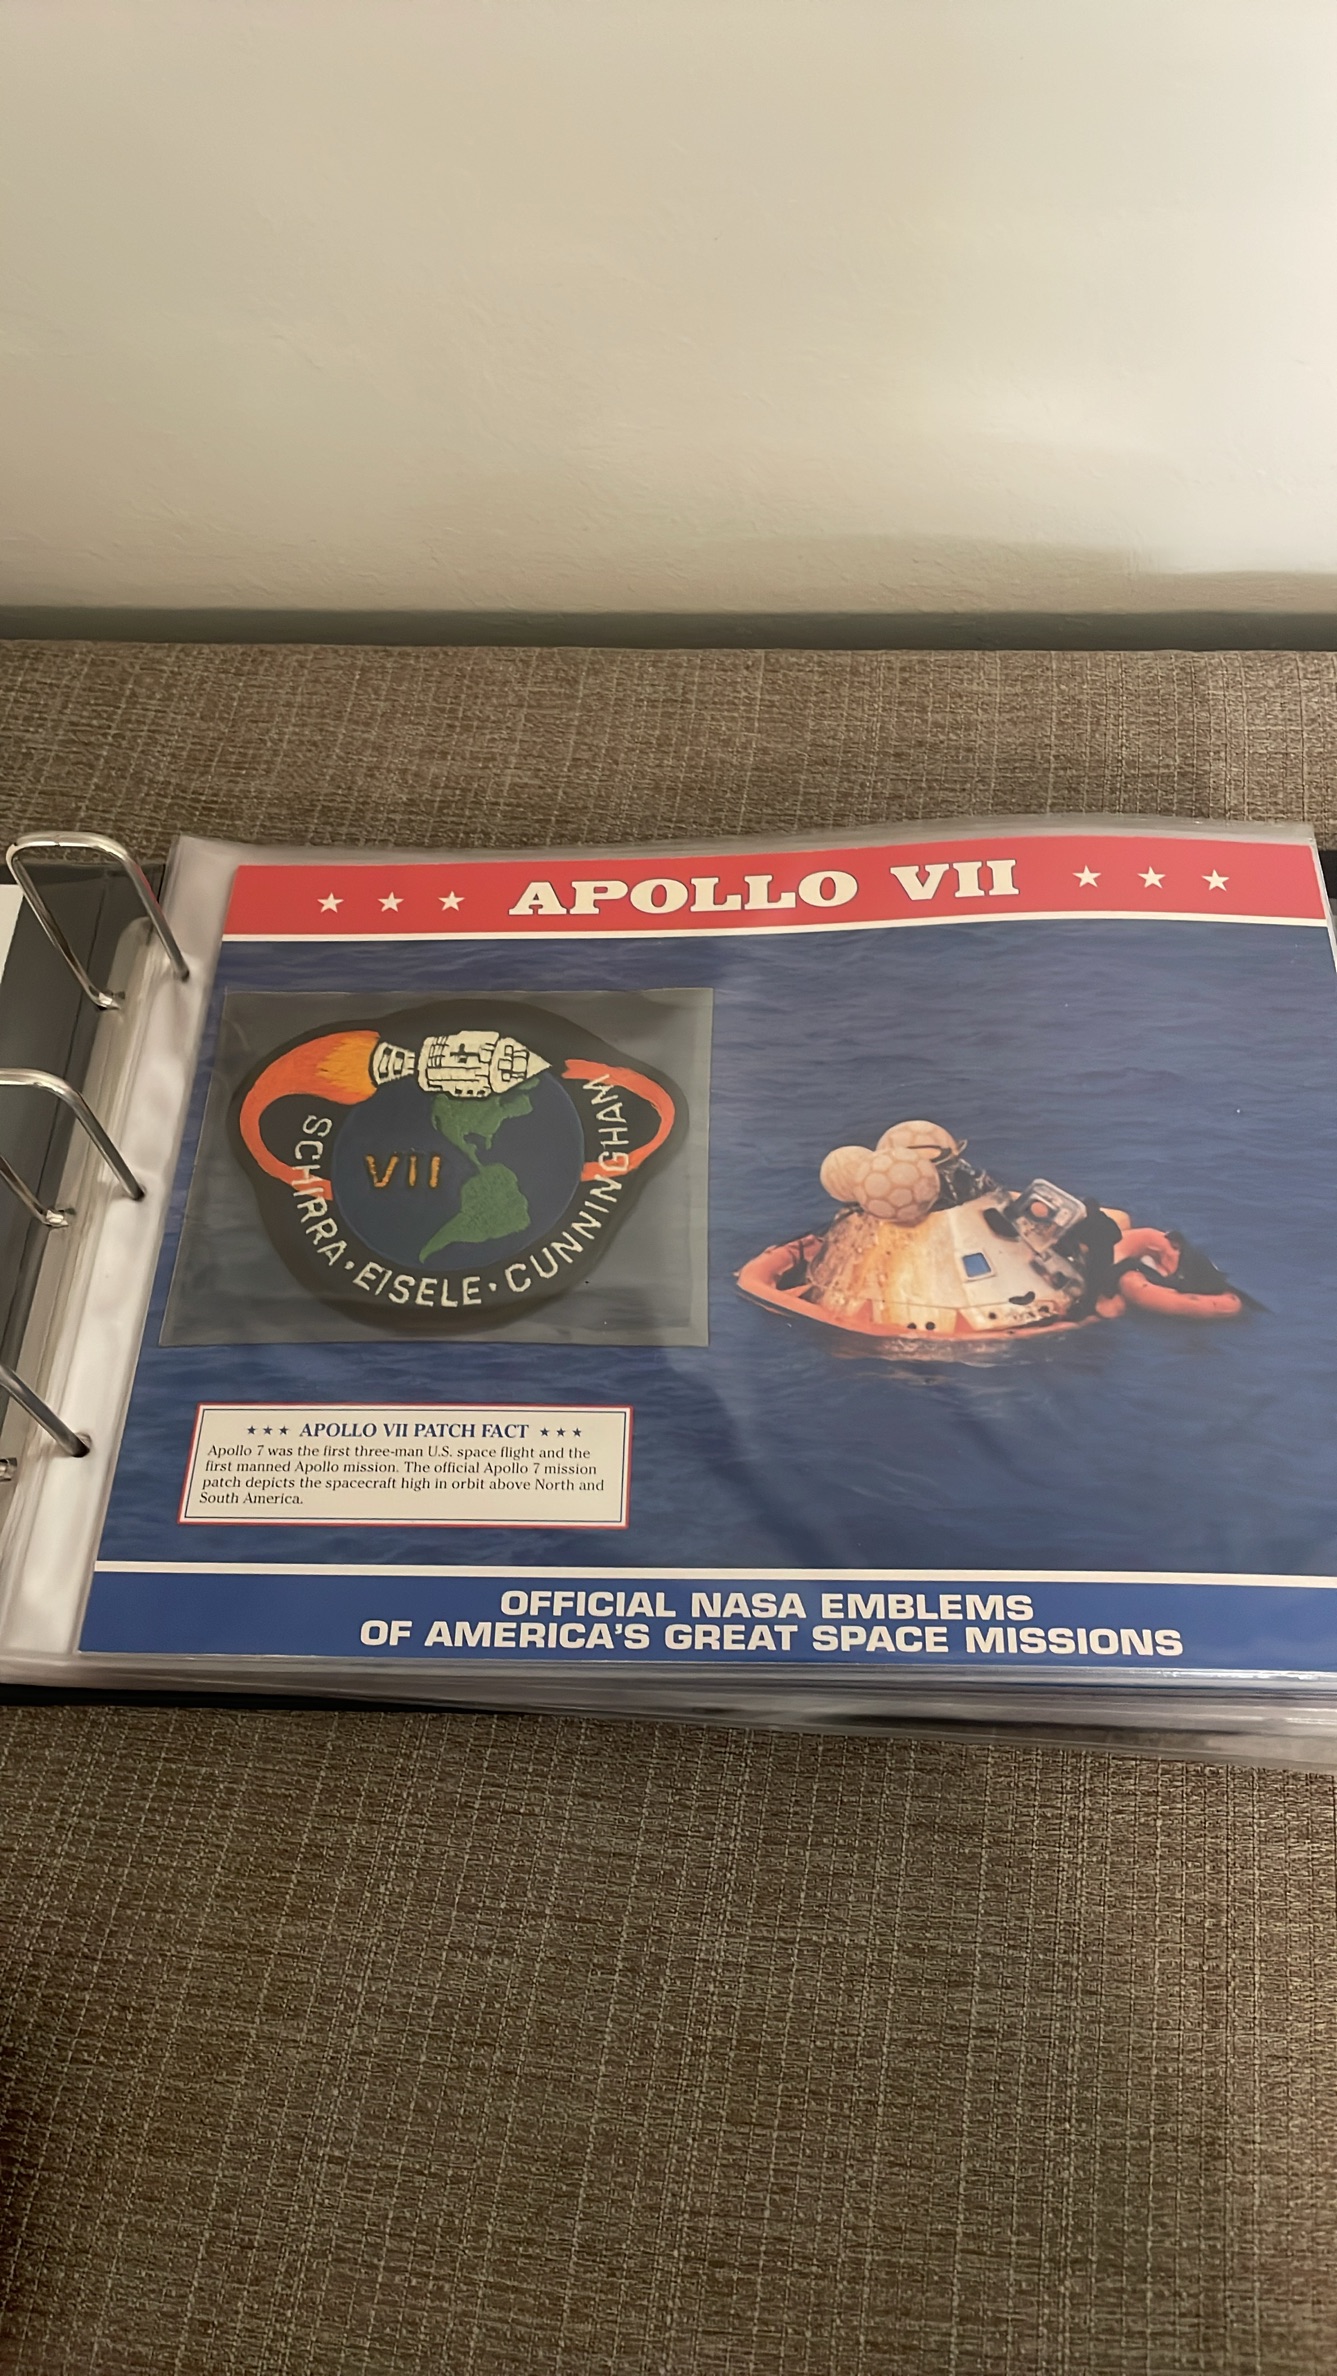 APOLLO VII
VII
SCHIRRA · EISELE · CUNNINGHAM
APOLLO VII PATCH FACT
Apollo 7 was the first three-man U.S. space flight and the
first manned Apollo mission. The official Apollo 7 mission
patch depicts the spacecraft high in orbit above North and
South America.
OFFICIAL NASA EMBLEMS
OF AMERICA'S GREAT SPACE MISSIONS